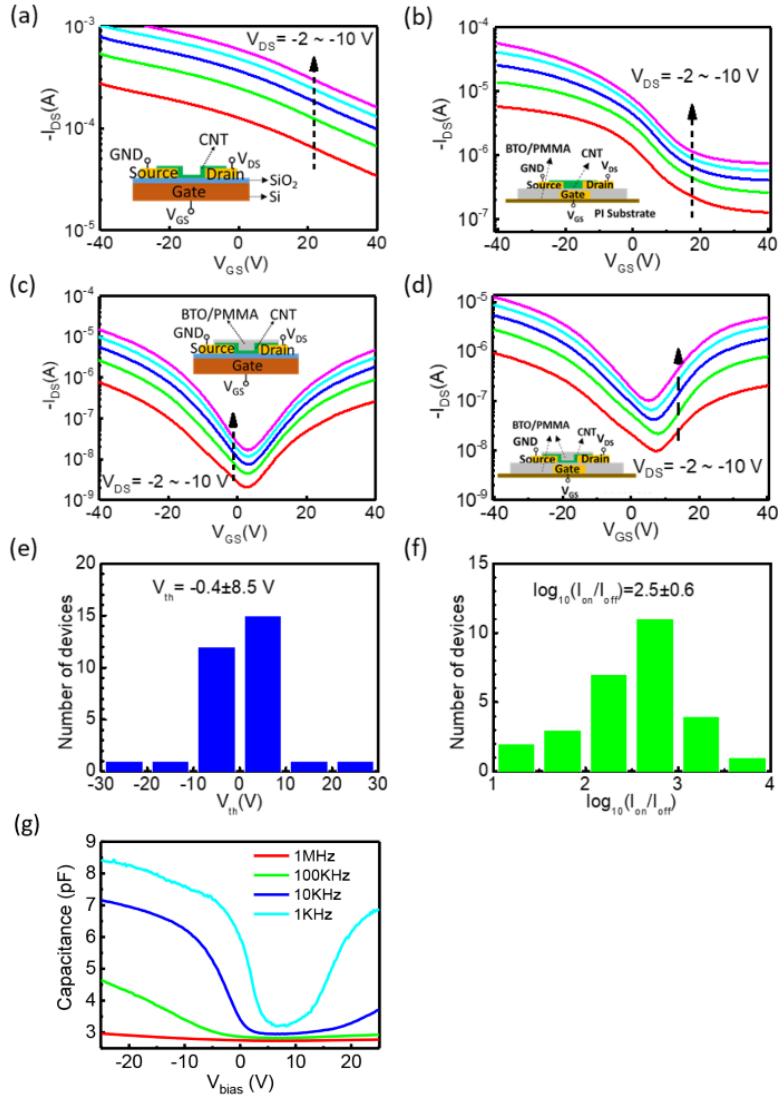 (a)
10⁻³
10⁻⁴
10⁻⁵
-I_DS(A)
V_DS= -2 ~ -10 V
CNT
GND
V_DS
Source
Drain
SiO₂
Gate
Si
V_GS
-40 -20 0 20 40
V_GS(V)
(b)
10⁻⁴
10⁻⁵
10⁻⁶
10⁻⁷
-I_DS(A)
V_DS= -2 ~ -10 V
BTO/PMMA
CNT
GND
V_DS
Source
Drain
Gate
V_GS
PI Substrate
-40 -20 0 20 40
V_GS(V)
(c)
10⁻⁴
10⁻⁵
10⁻⁶
10⁻⁷
10⁻⁸
10⁻⁹
-I_DS(A)
BTO/PMMA
CNT
GND
V_DS
Source
Drain
Gate
V_GS
V_DS= -2 ~ -10 V
-40 -20 0 20 40
V_GS(V)
(d)
10⁻⁵
10⁻⁶
10⁻⁷
10⁻⁸
10⁻⁹
-I_DS(A)
BTO/PMMA
CNT
GND
V_DS
Source
Drain
Gate
V_GS
V_DS= -2 ~ -10 V
-40 -20 0 20 40
V_GS(V)
(e)
20
15
10
5
0
Number of devices
V_th= -0.4±8.5 V
-30 -20 -10 0 10 20 30
V_th(V)
(f)
15
10
5
0
Number of devices
log₁₀(I_on/I_off)=2.5±0.6
1 2 3 4
log₁₀(I_on/I_off)
(g)
9
8
7
6
5
4
3
Capacitance (pF)
1MHz
100KHz
10KHz
1KHz
-20 -10 0 10 20
V_bias (V)